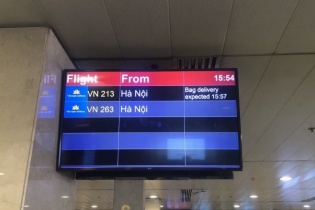 Flight From 15:54
VN 213 Hà Nội Bag delivery
expected 15:57
VN 263 Hà Nội